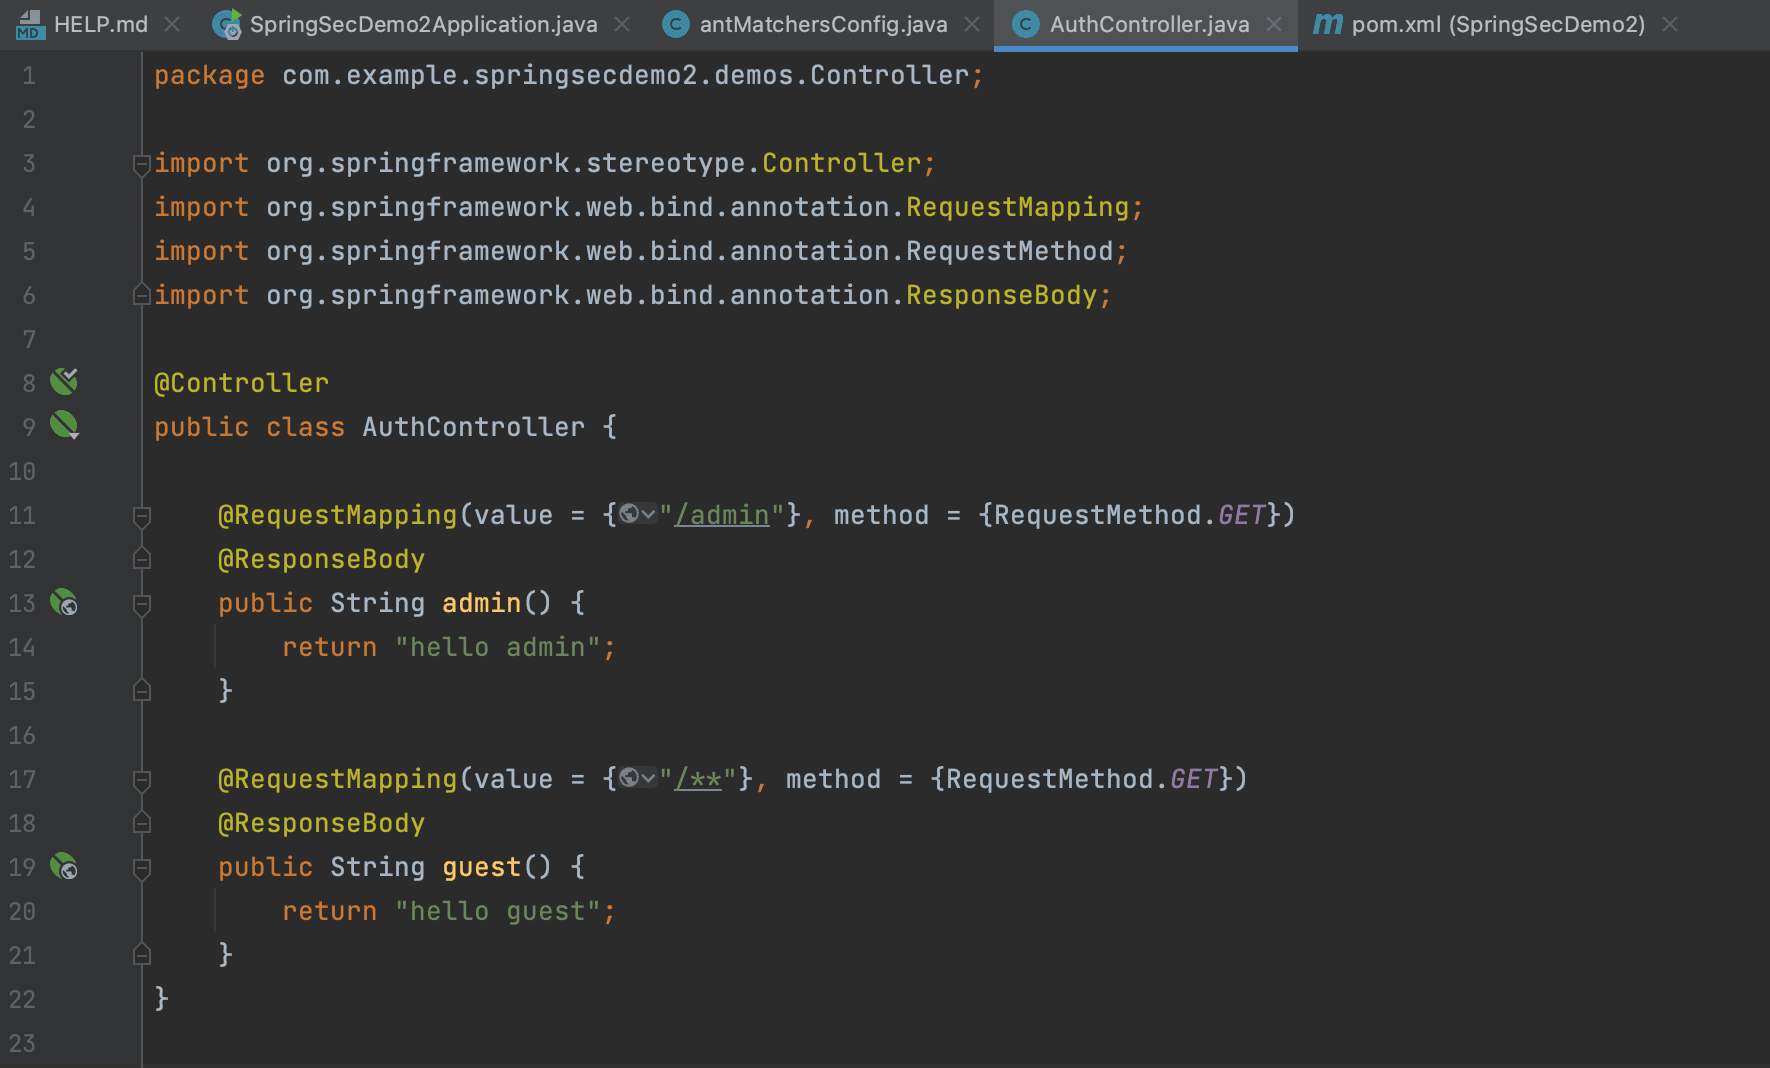 HELP.md SpringSecDemo2Application.java antMatchersConfig.java AuthController.java pom.xml (SpringSecDemo2)
1 package com.example.springsecdemo2.demos.Controller;
2
3 import org.springframework.stereotype.Controller;
4 import org.springframework.web.bind.annotation.RequestMapping;
5 import org.springframework.web.bind.annotation.RequestMethod;
6 import org.springframework.web.bind.annotation.ResponseBody;
7
8 @Controller
9 public class AuthController {
10
11 @RequestMapping(value = {"/admin"}, method = {RequestMethod.GET})
12 @ResponseBody
13 public String admin() {
14 return "hello admin";
15 }
16
17 @RequestMapping(value = {"/**"}, method = {RequestMethod.GET})
18 @ResponseBody
19 public String guest() {
20 return "hello guest";
21 }
22 }
23